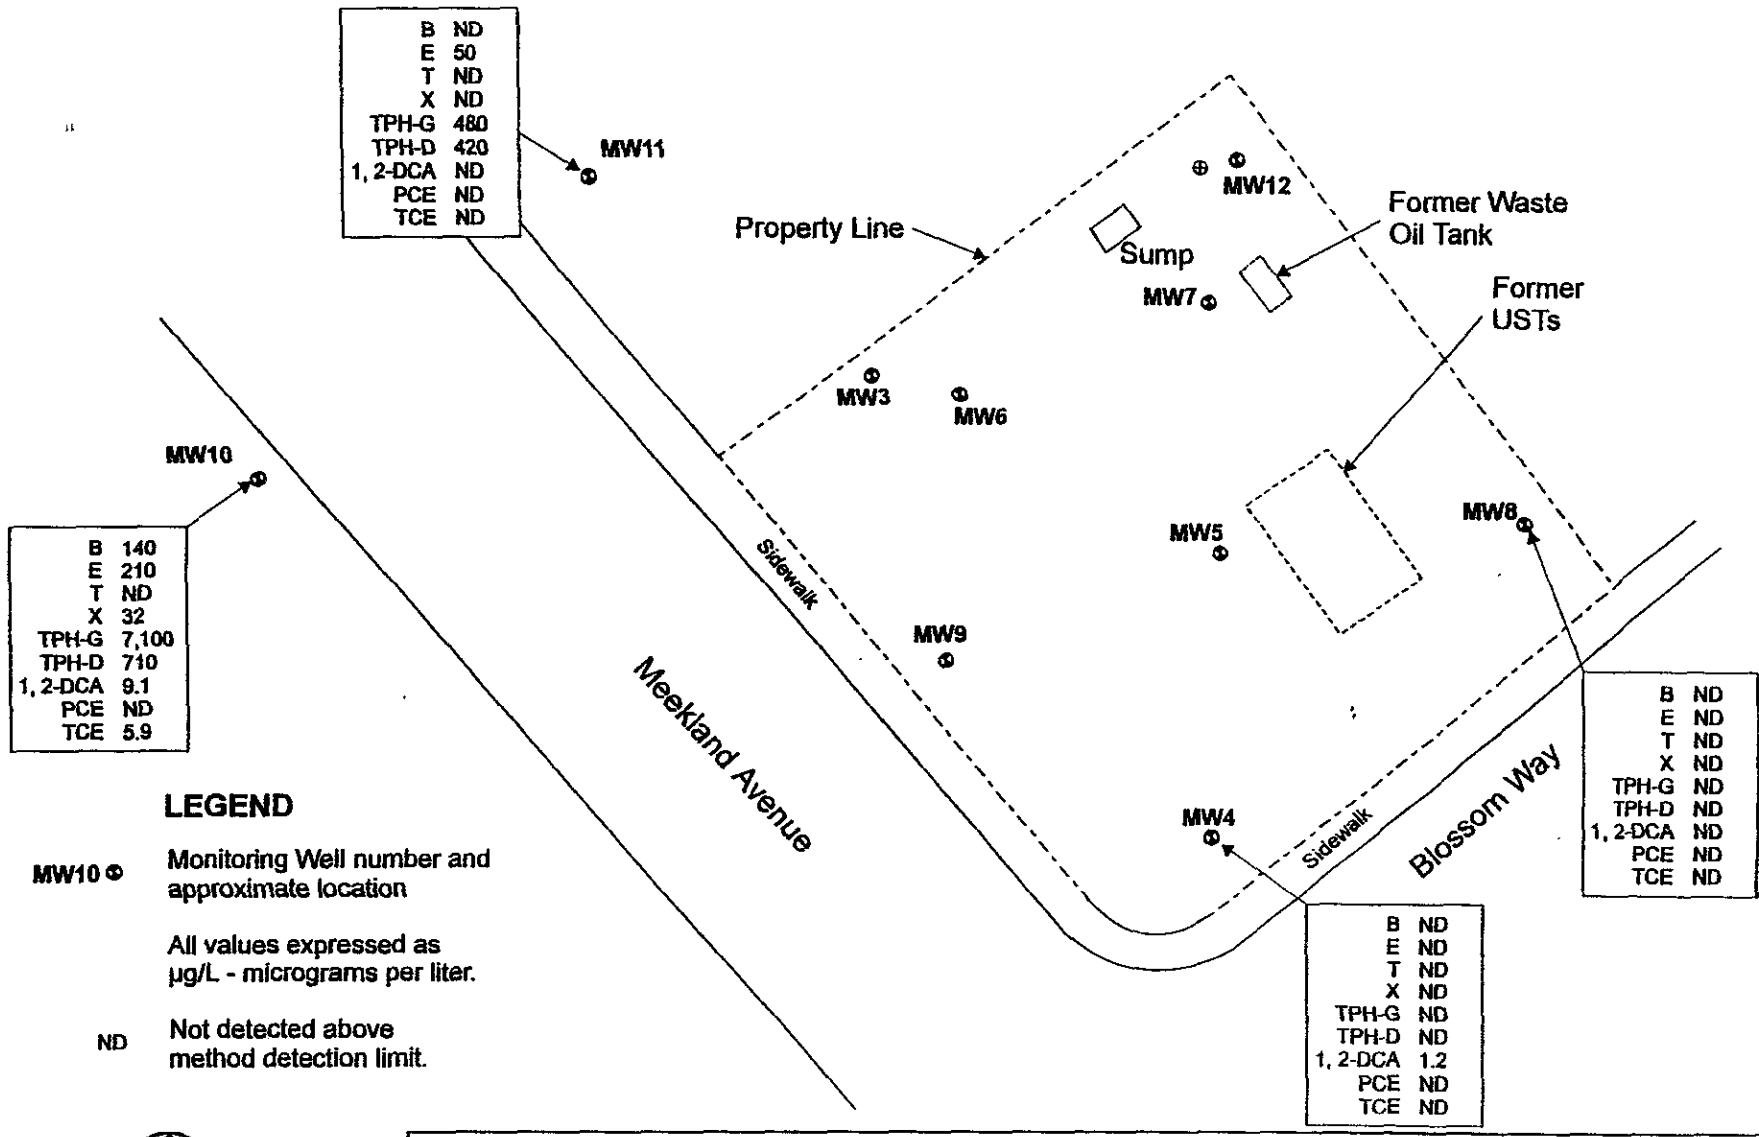 B ND
E 50
T ND
X ND
TPH-G 480
TPH-D 420
1, 2-DCA ND
PCE ND
TCE ND
MW11
MW12
Property Line
Sump
Former Waste
Oil Tank
MW7
Former
USTs
MW3
MW6
MW10
MW8
MW5
B 140
E 210
T ND
X 32
TPH-G 7,100
TPH-D 710
1, 2-DCA 9.1
PCE ND
TCE 5.9
Sidewalk
MW9
Meekland Avenue
B ND
E ND
T ND
X ND
TPH-G ND
TPH-D ND
1, 2-DCA ND
PCE ND
TCE ND
MW4
Sidewalk
Blossom Way
B ND
E ND
T ND
X ND
TPH-G ND
TPH-D ND
1, 2-DCA 1.2
PCE ND
TCE ND
LEGEND
MW10 Monitoring Well number and
approximate location
All values expressed as
µg/L - micrograms per liter.
ND Not detected above
method detection limit.